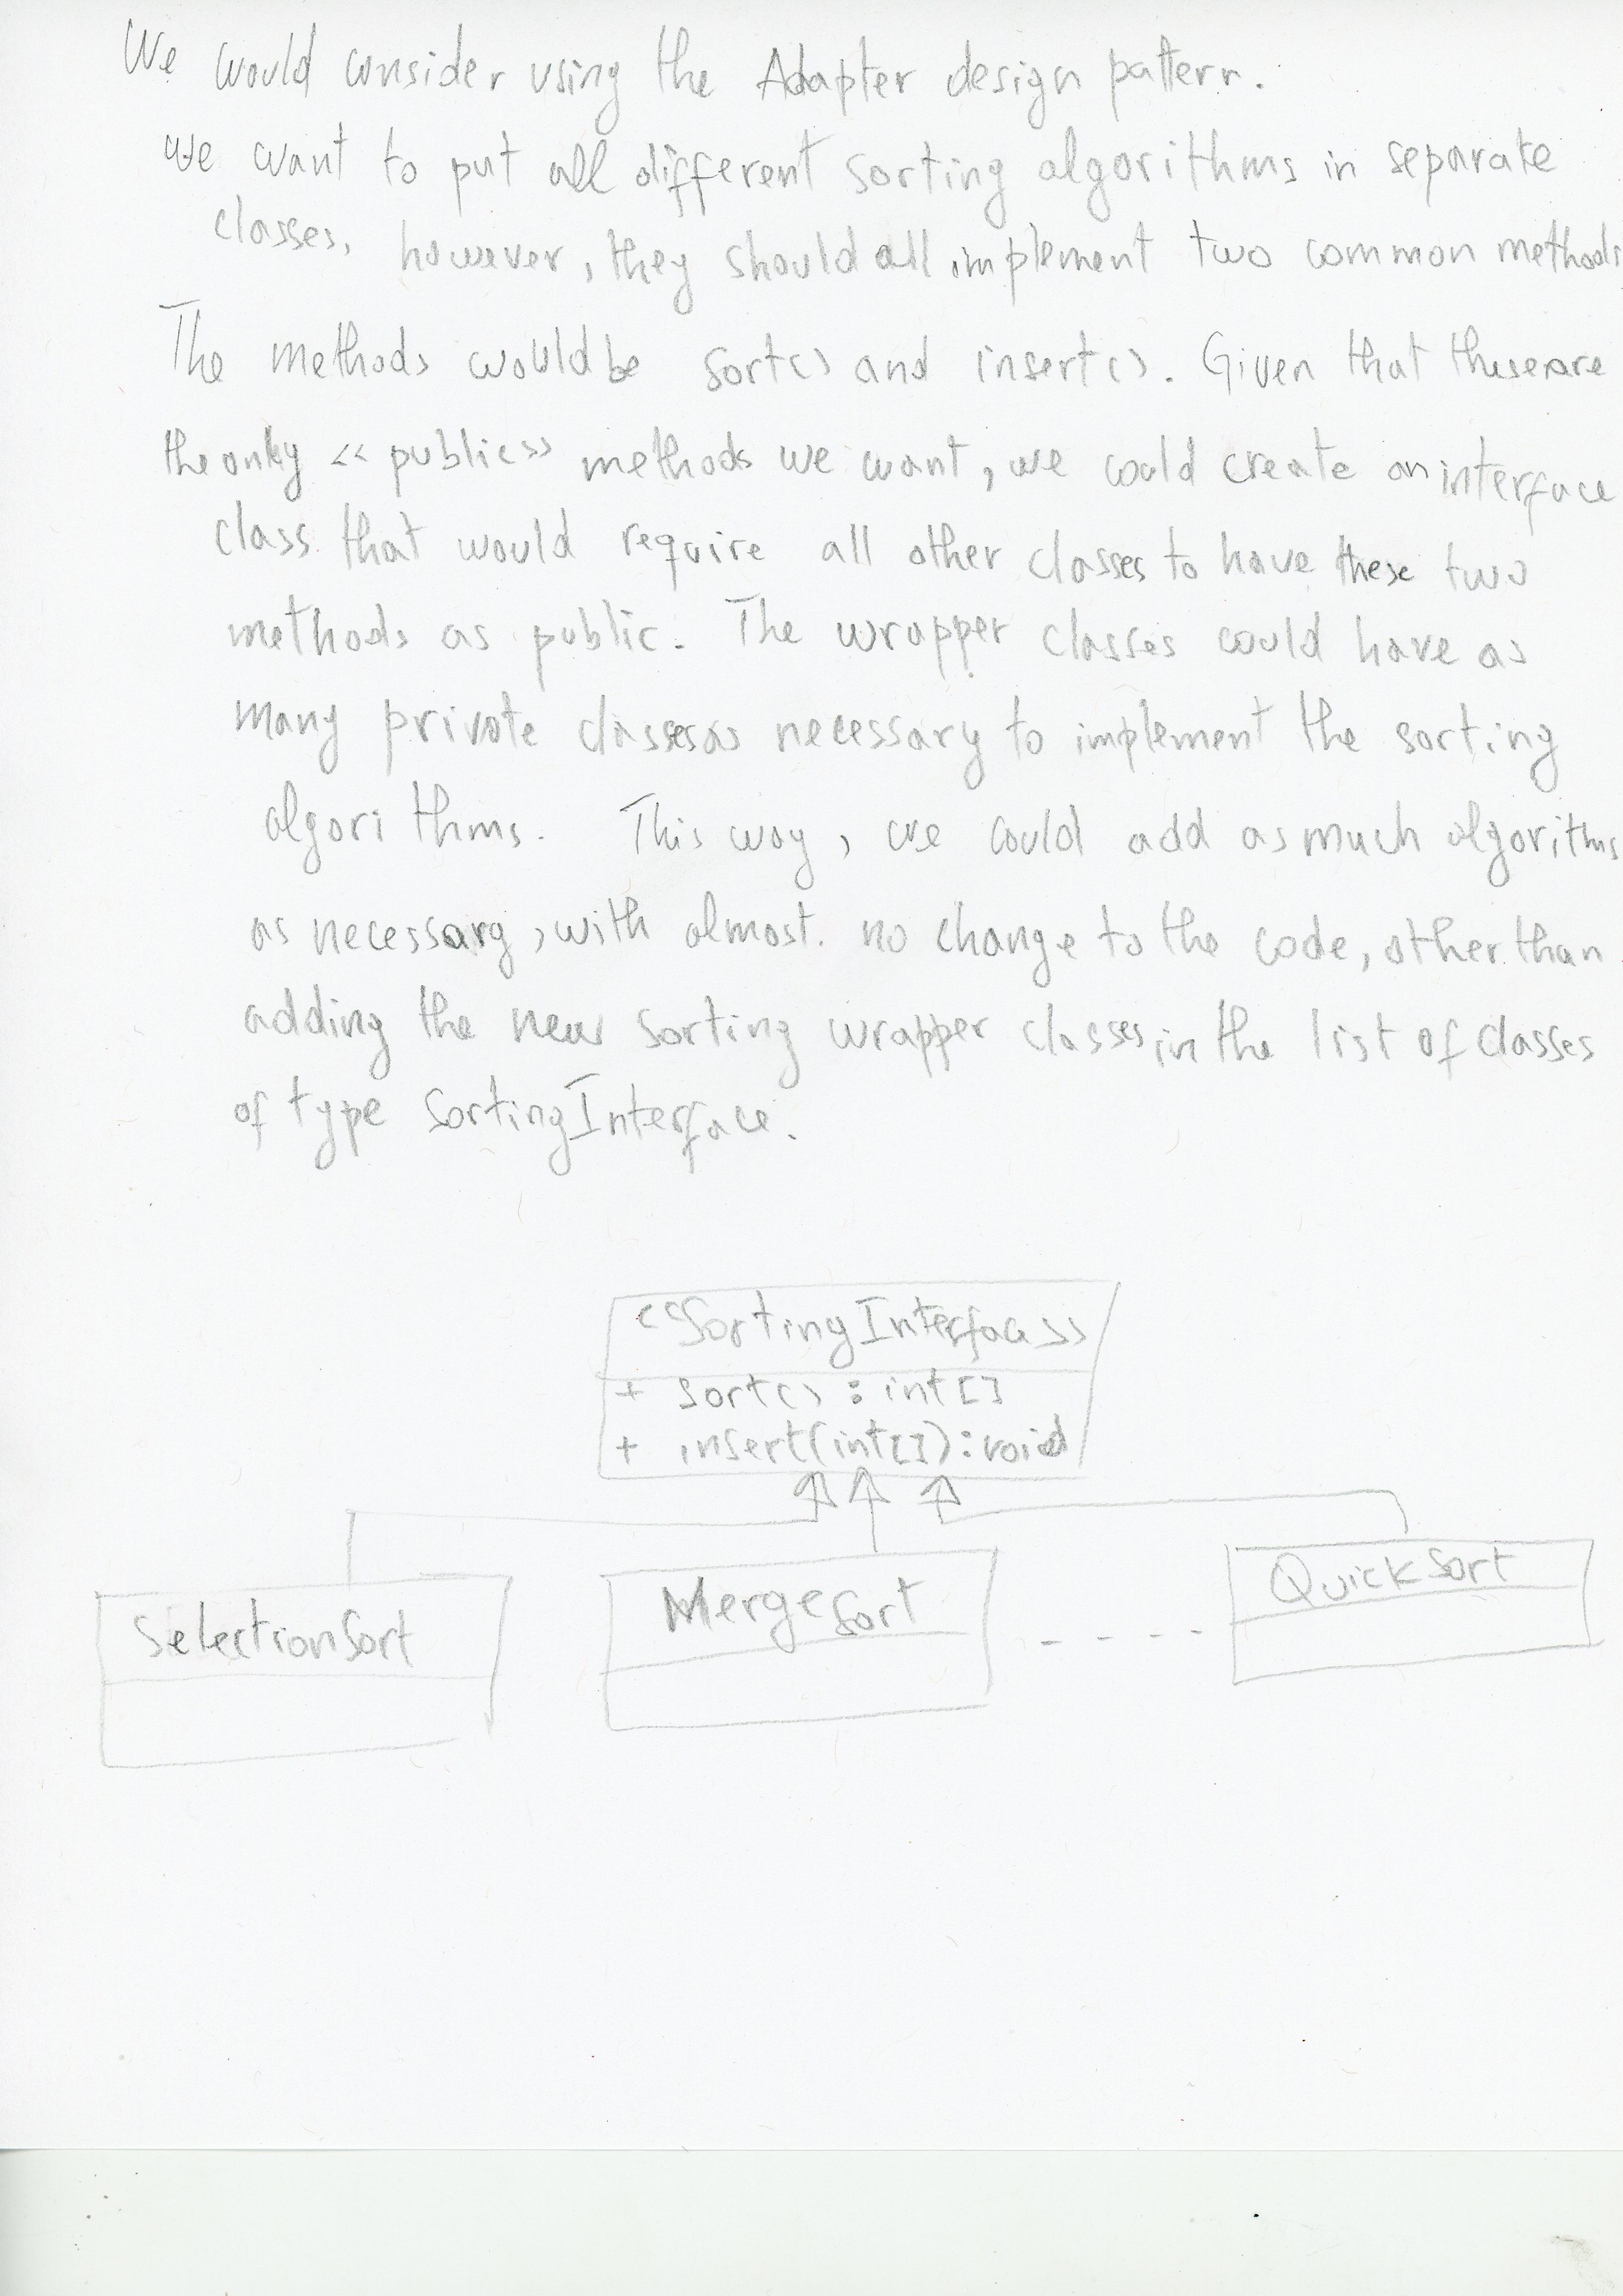 We would consider using the Adapter design pattern.
we want to put all different sorting algorithms in separate
classes, however, they should all implement two common methods
The methods would be sort() and insert(). Given that these are
the only << public >> methods we want, we could create an interface
class that would require all other classes to have these two
methods as public. The wrapper classes could have as
many private classes as necessary to implement the sorting
algorithms. This way, we could add as much algorithms
as necessary, with almost no change to the code, other than
adding the new sorting wrapper classes in the list of classes
of type SortingInterface.
<<SortingInterface>>
+ sort() : int[]
+ insert(int[]) : void
SelectionSort
MergeSort
- - - -
QuickSort